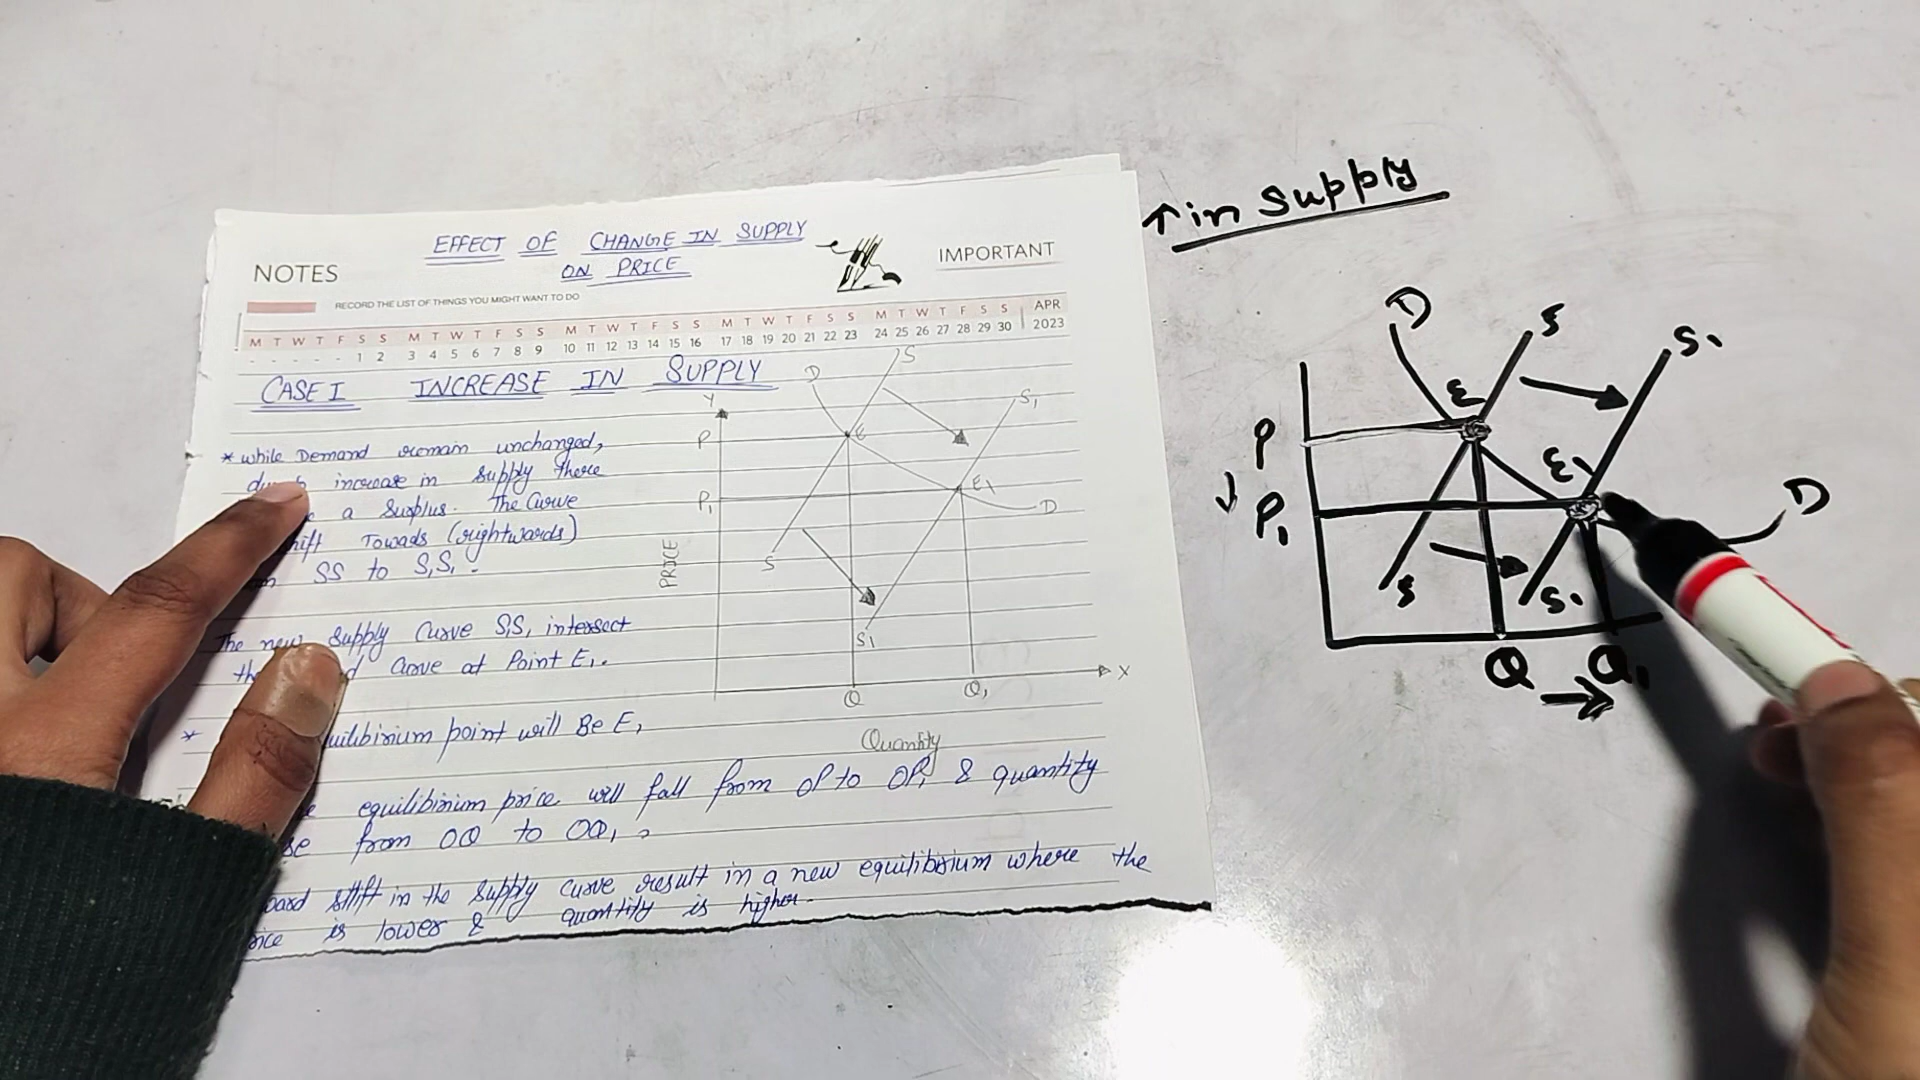 EFFECT OF CHANGE IN SUPPLY
ON PRICE
NOTES
IMPORTANT
RECORD THE LIST OF THINGS YOU MIGHT WANT TO DO
M T W T F S S M T W T F S S M T W T F S S M T W T F S S M T W T F S S APR
- - - - - 1 2 3 4 5 6 7 8 9 10 11 12 13 14 15 16 17 18 19 20 21 22 23 24 25 26 27 28 29 30 2023
CASE I INCREASE IN SUPPLY
* while Demand remain unchanged,
increase in supply there
a Surplus. The Curve
Towads (rightwards)
SS to S1S1.
The new Supply Curve S1S1 intersect
Curve at Point E1.
* point will Be E1
equilibirium price will fall from OP to OP1 & quantity
from OQ to OQ1.
shift in the supply curve result in a new equilibrium where the
is lower & quantity is higher.
Y
D
S
S1
P
E
P1
E1
D
PRICE
S
S1
Q
Q1
X
Quantity
↑ in Supply
D
S
S1
P
E
E1
P1
D
S
S1
Q
Q1